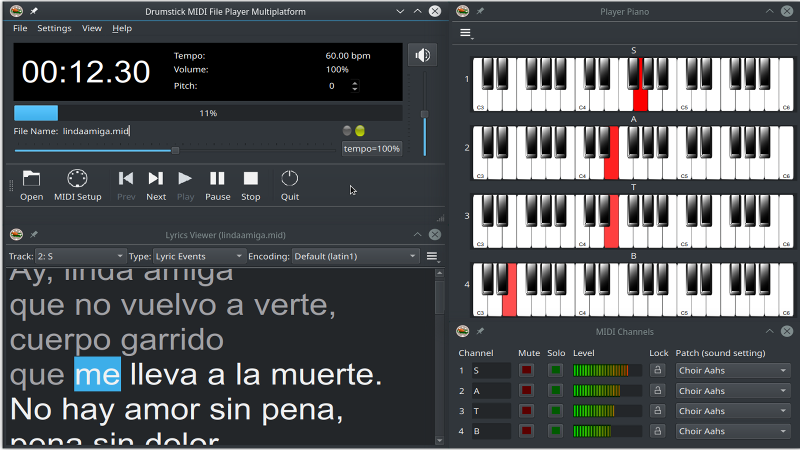 Drumstick MIDI File Player Multiplatform
File Settings View Help
00:12.30
Tempo: 60.00 bpm
Volume: 100%
Pitch: 0
11%
File Name: lindaamiga.mid
tempo=100%
Open MIDI Setup Prev Next Play Pause Stop Quit
Lyrics Viewer (lindaamiga.mid)
Track: 2: S Type: Lyric Events Encoding: Default (latin1)
Ay, linda amiga
que no vuelvo a verte,
cuerpo garrido
que me lleva a la muerte.
No hay amor sin pena,
pena sin dolor
Player Piano
S
1
C3 C4 C5 C6
A
2
C3 C4 C5 C6
T
3
C3 C4 C5 C6
B
4
C3 C4 C5 C6
MIDI Channels
Channel Mute Solo Level Lock Patch (sound setting)
1 S Choir Aahs
2 A Choir Aahs
3 T Choir Aahs
4 B Choir Aahs